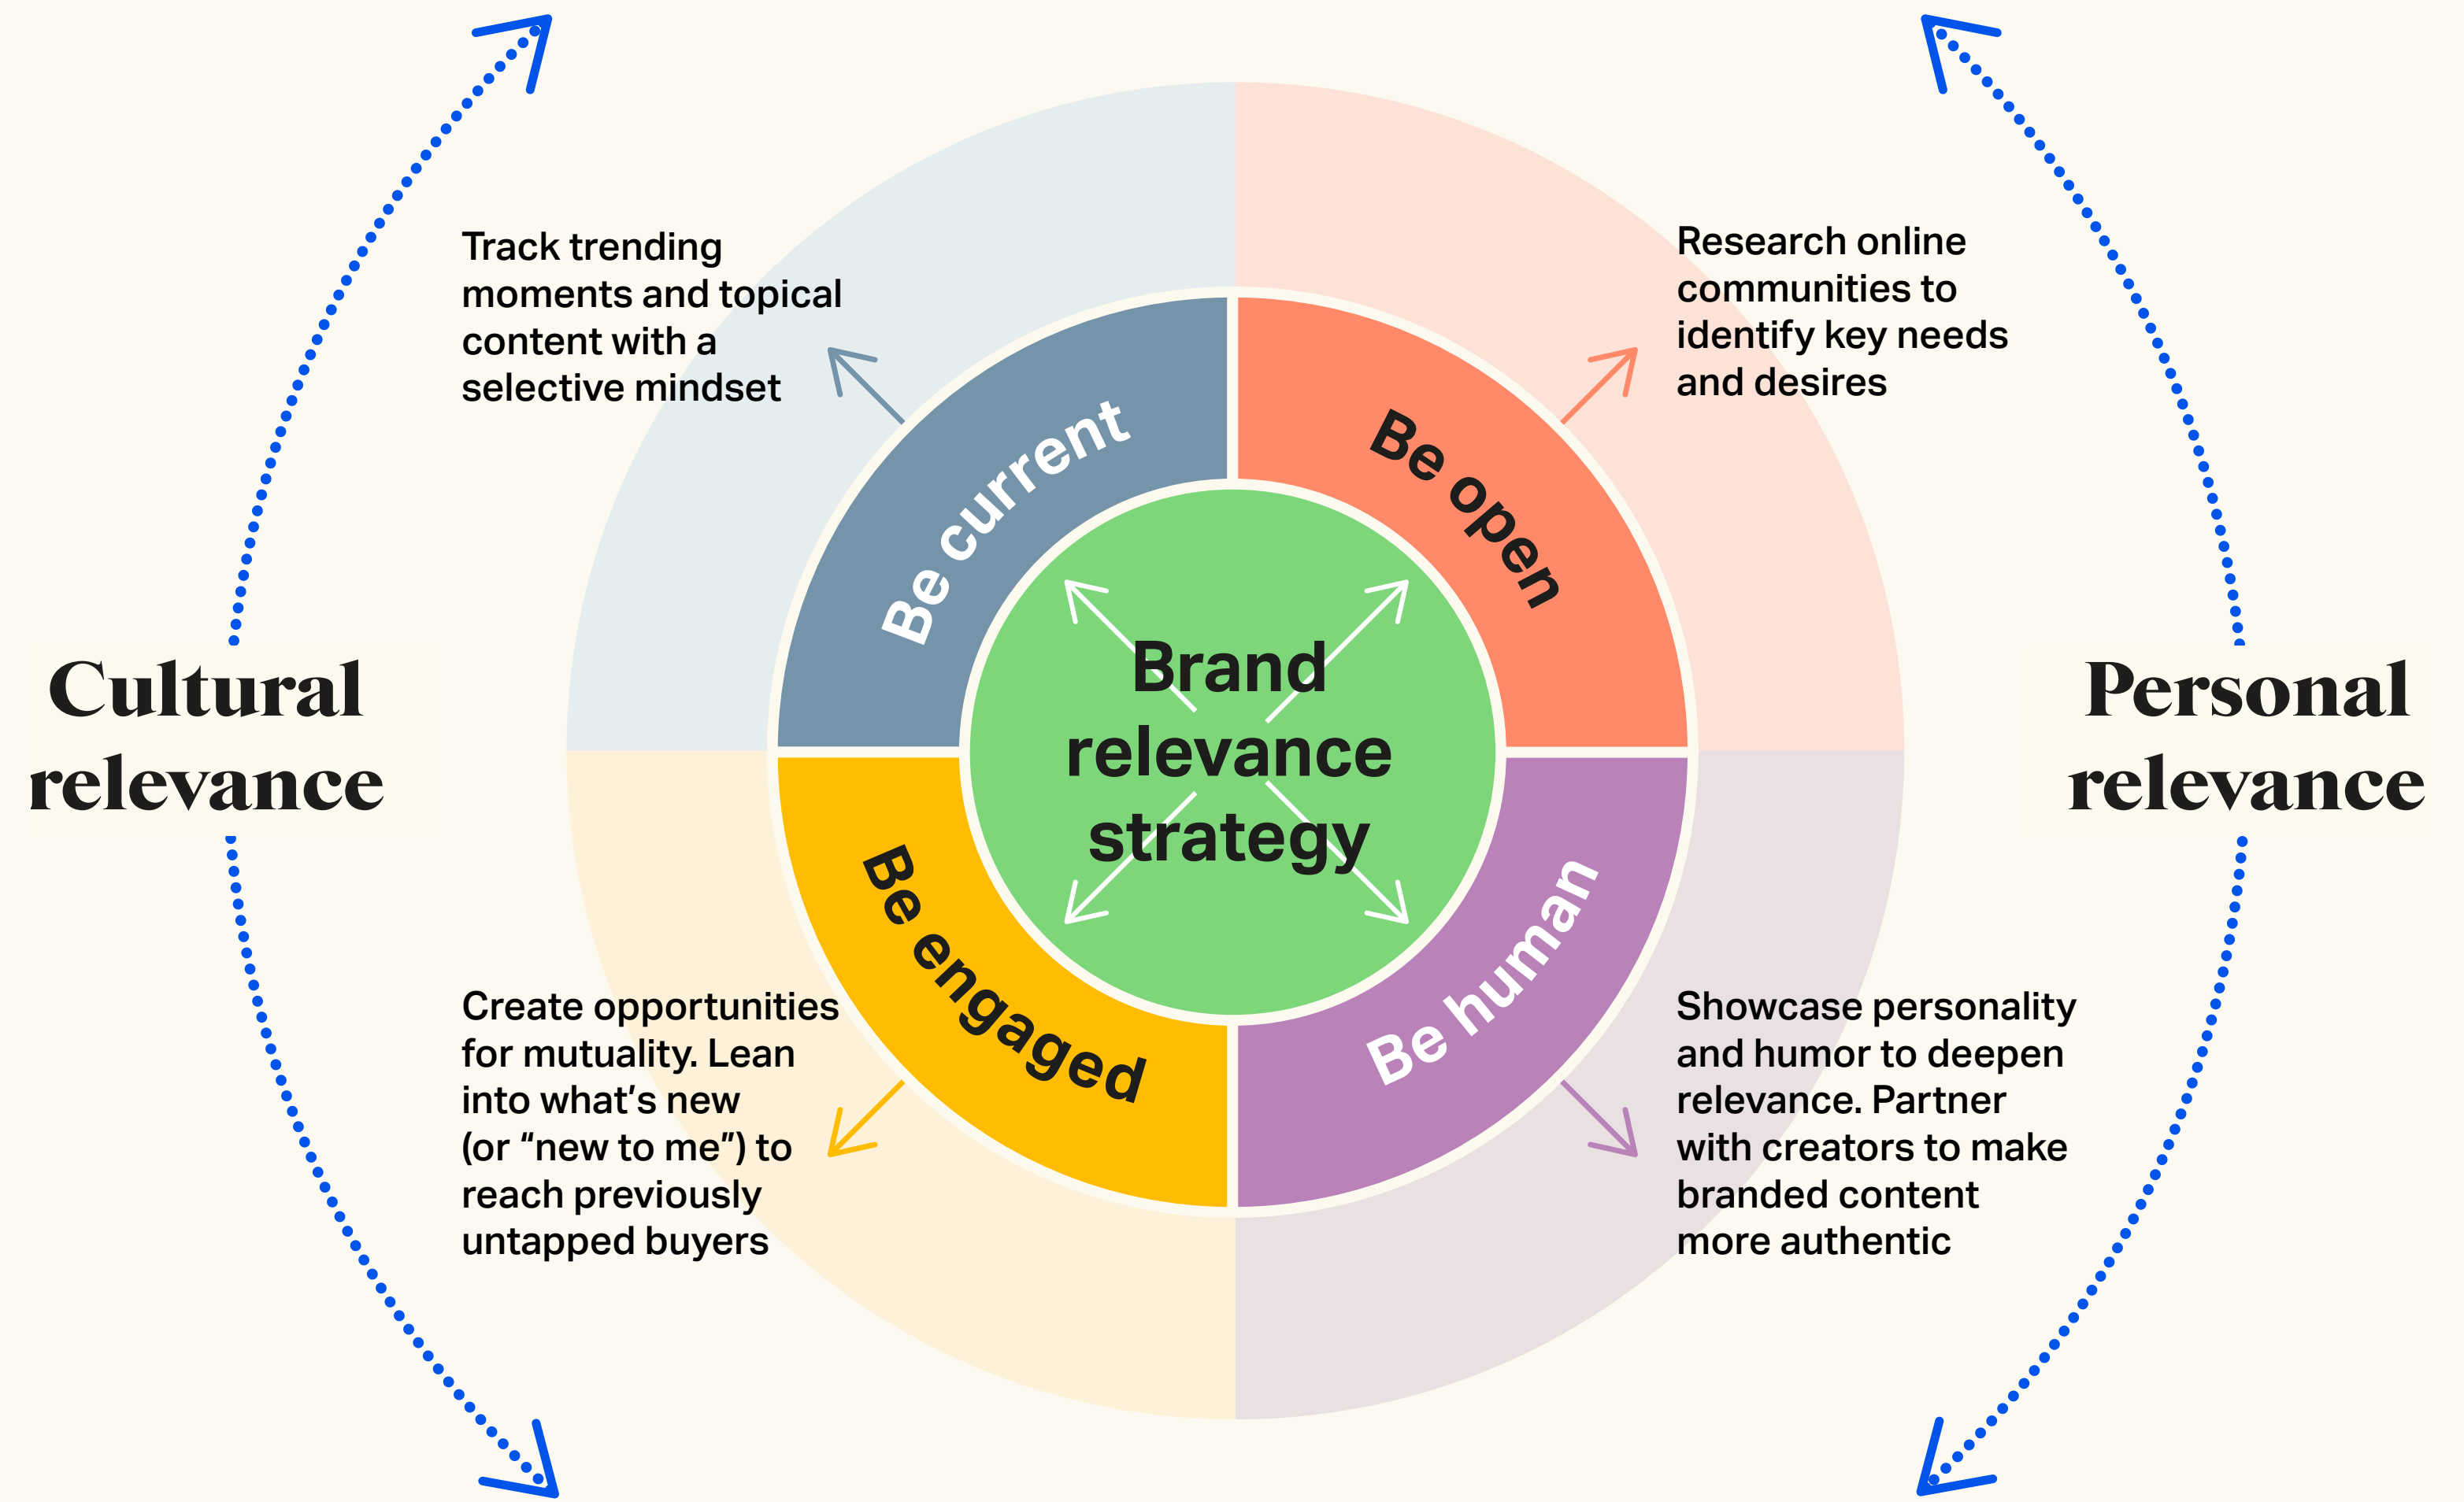 Track trending
moments and topical
content with a
selective mindset
Research online
communities to
identify key needs
and desires
Be current
Be open
Cultural
relevance
Brand
relevance
strategy
Personal
relevance
Be engaged
Be human
Create opportunities
for mutuality. Lean
into what’s new
(or “new to me”) to
reach previously
untapped buyers
Showcase personality
and humor to deepen
relevance. Partner
with creators to make
branded content
more authentic